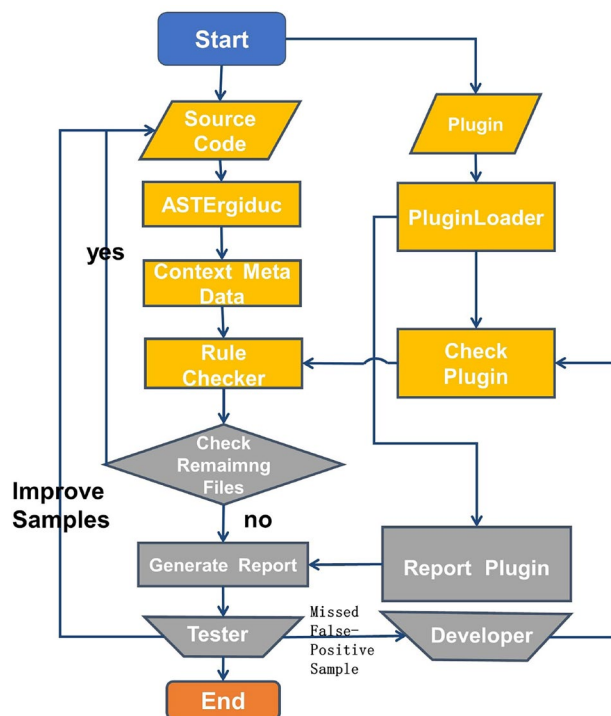 Start
Source
Code
Plugin
ASTErgiduc
PluginLoader
yes
Context Meta
Data
Rule
Checker
Check
Plugin
Check
Remaimng
Files
Improve
Samples
no
Generate Report
Report Plugin
Missed
False-
Positive
Sample
Tester
Developer
End